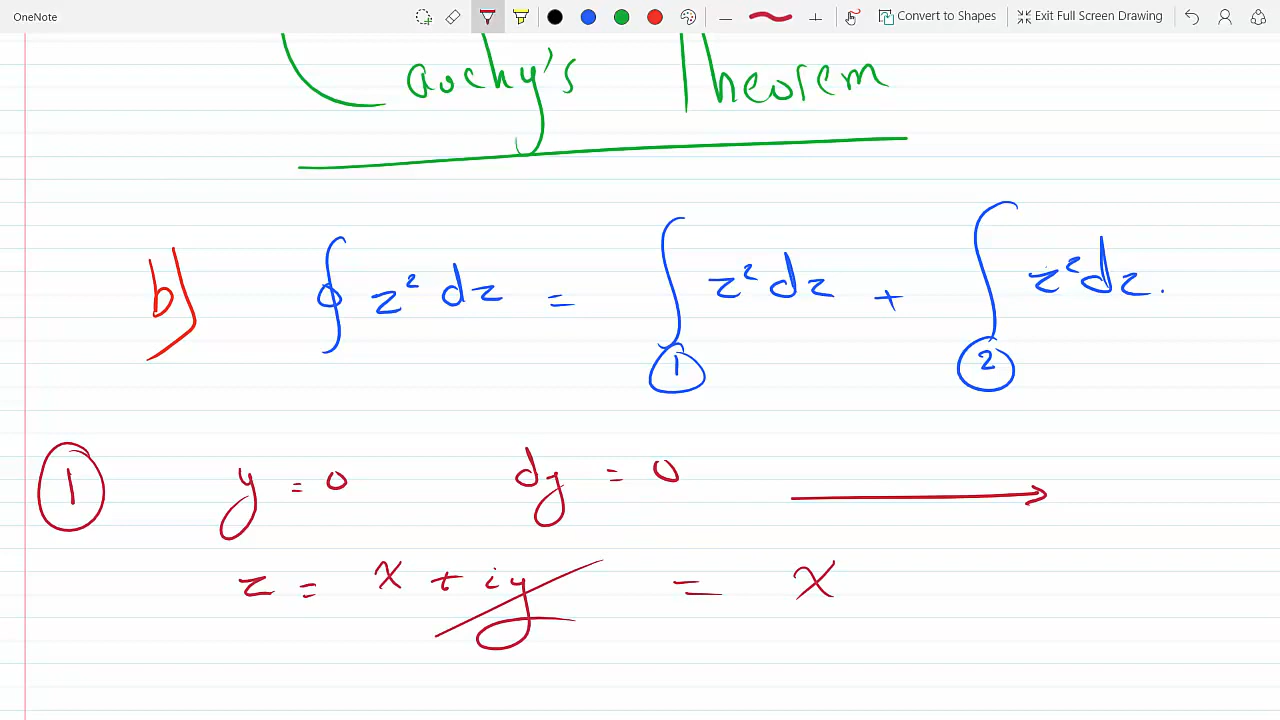 OneNote
Convert to Shapes
Exit Full Screen Drawing
Cauchy's Theorem
b) ∮ z² dz = ∫① z² dz + ∫② z² dz.
① y = 0 dy = 0
z = x + iy = x